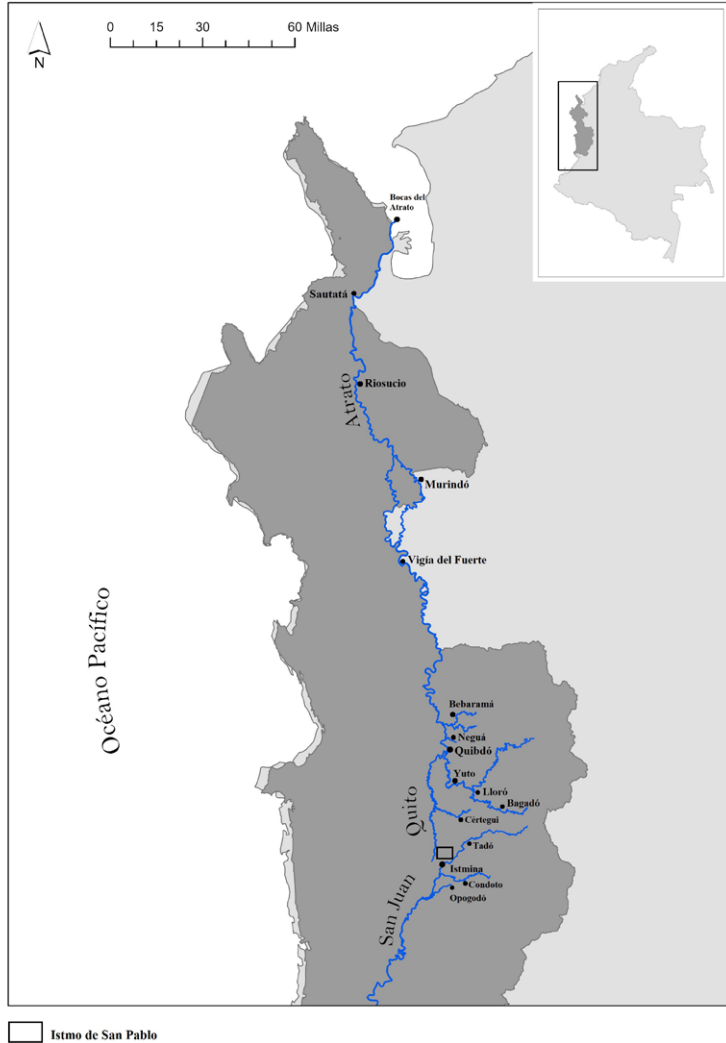 0 15 30 60 Millas
N
Bocas del
Atrato
Sautatá
Riosucio
Atrato
Murindó
Vigía del Fuerte
Océano Pacífico
Bebaramá
Neguá
Quibdó
Yuto
Lloró
Bagadó
Quito
Cértegui
Tadó
Istmina
Condoto
Opogodó
San Juan
Istmo de San Pablo